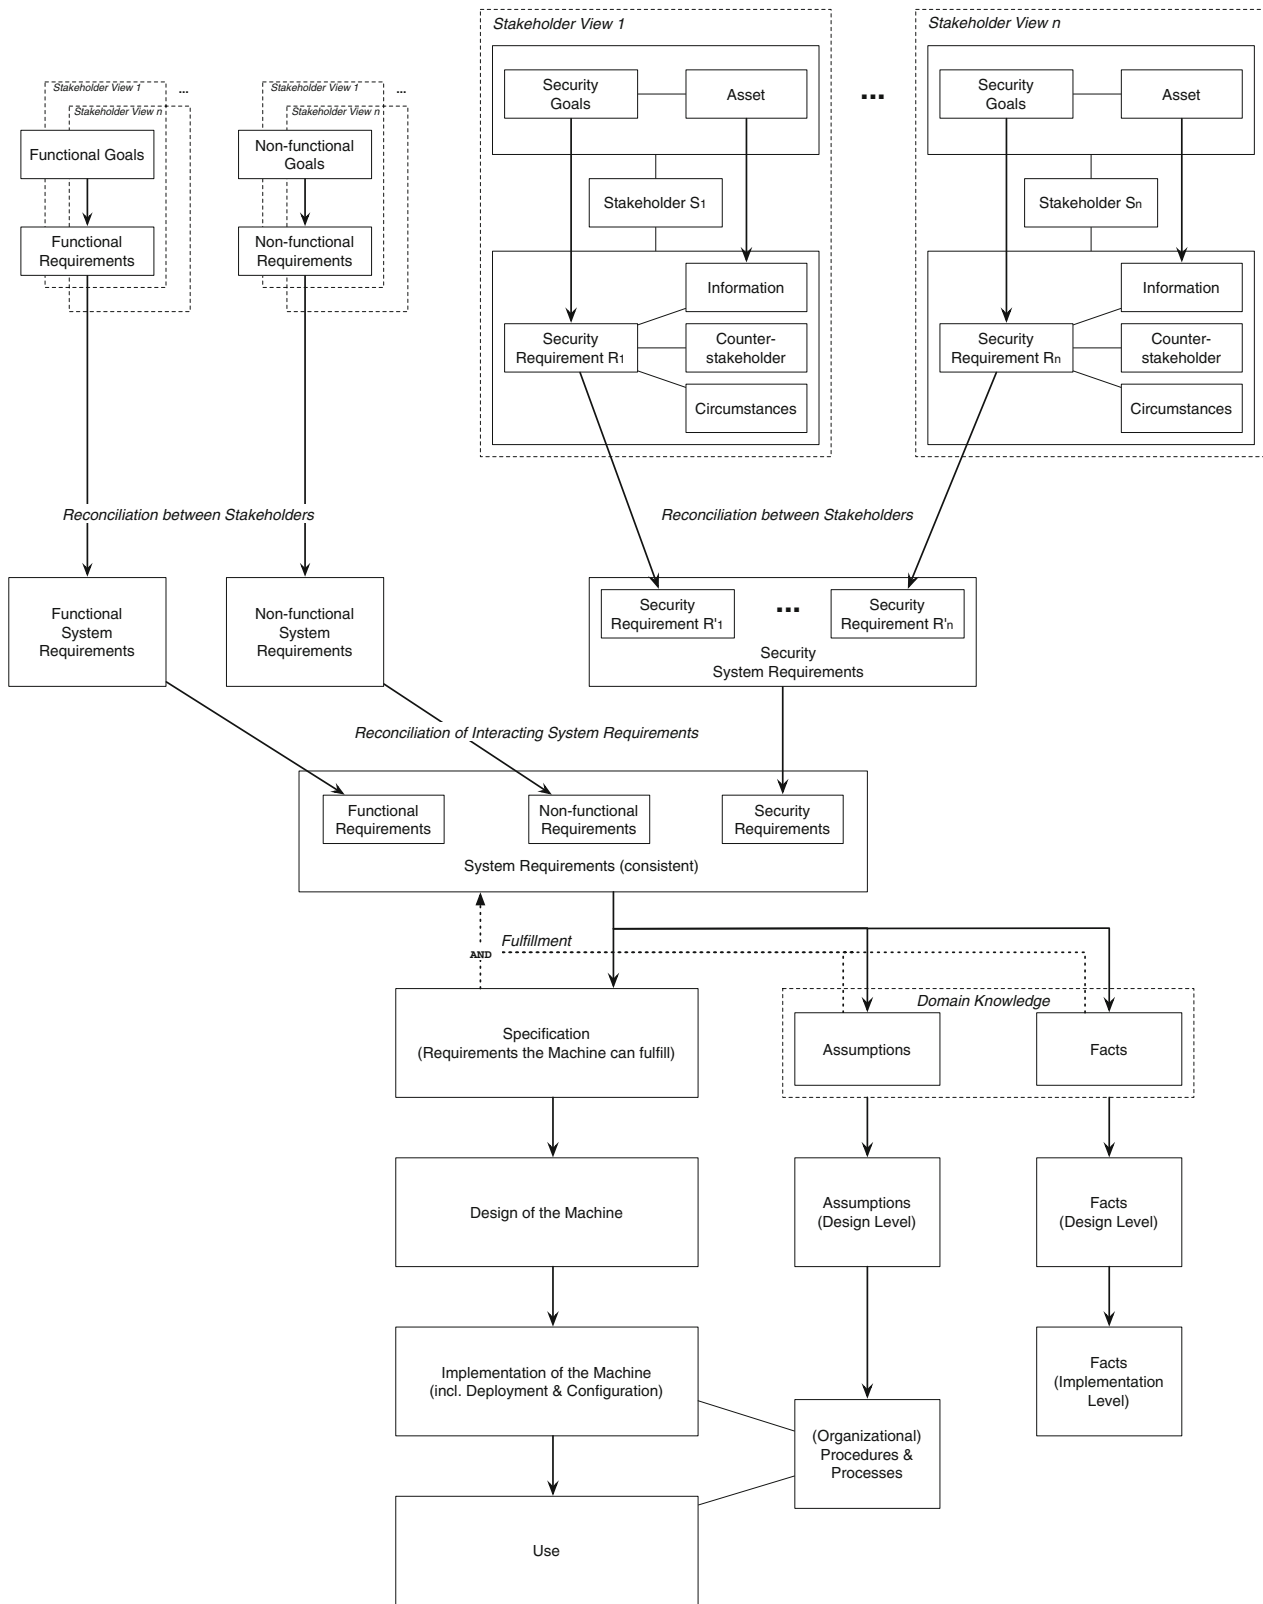 Stakeholder View 1
Stakeholder View n
Security
Goals
Asset
...
Security
Goals
Asset
Stakeholder View 1
...
Stakeholder View n
Stakeholder View 1
...
Stakeholder View n
Functional Goals
Non-functional
Goals
Stakeholder S1
Stakeholder Sn
Functional
Requirements
Non-functional
Requirements
Information
Security
Requirement R1
Counter-
stakeholder
Circumstances
Information
Security
Requirement Rn
Counter-
stakeholder
Circumstances
Reconciliation between Stakeholders
Reconciliation between Stakeholders
Functional
System
Requirements
Non-functional
System
Requirements
Security
Requirement R'1
...
Security
Requirement R'n
Security
System Requirements
Reconciliation of Interacting System Requirements
Functional
Requirements
Non-functional
Requirements
Security
Requirements
System Requirements (consistent)
Fulfillment
AND
Domain Knowledge
Specification
(Requirements the Machine can fulfill)
Assumptions
Facts
Design of the Machine
Assumptions
(Design Level)
Facts
(Design Level)
Implementation of the Machine
(incl. Deployment & Configuration)
Facts
(Implementation
Level)
(Organizational)
Procedures &
Processes
Use